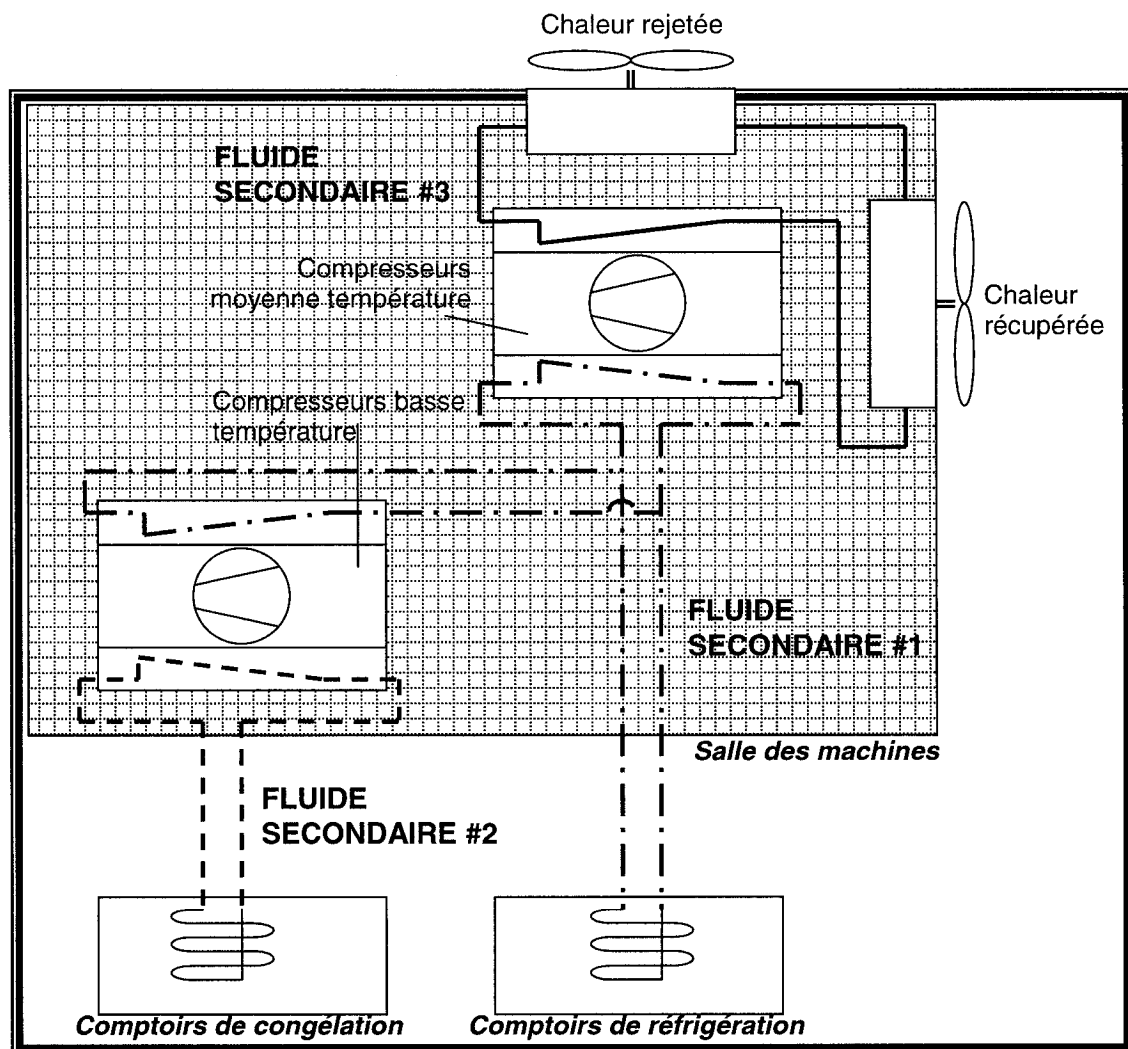 Chaleur rejetée
FLUIDE
SECONDAIRE #3
Compresseurs
moyenne température
Chaleur
récupérée
Compresseurs basse
température
FLUIDE
SECONDAIRE #1
Salle des machines
FLUIDE
SECONDAIRE #2
Comptoirs de congélation
Comptoirs de réfrigération